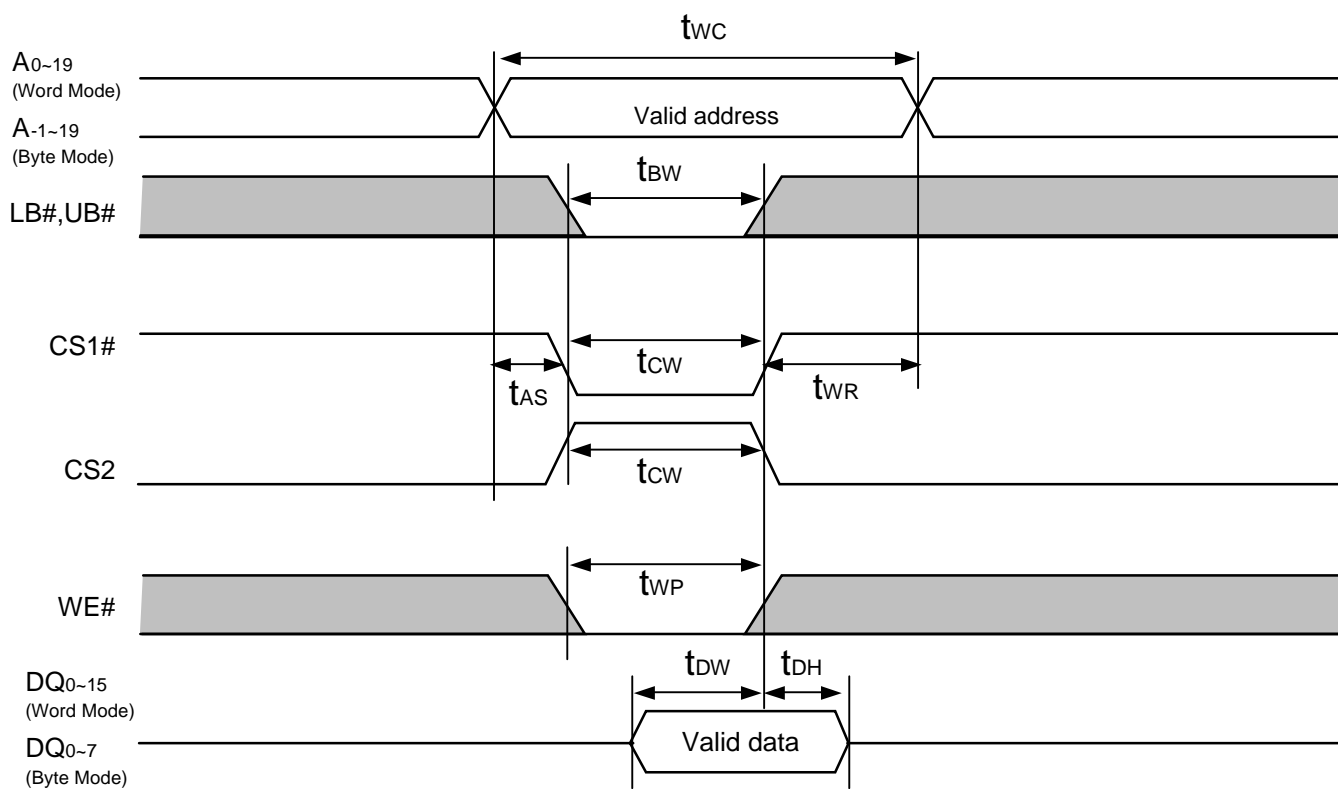 tWC
A0~19
(Word Mode)
Valid address
A-1~19
(Byte Mode)
tBW
LB#,UB#
CS1#
tCW
tAS
tWR
CS2
tCW
WE#
tWP
tDW
tDH
DQ0~15
(Word Mode)
Valid data
DQ0~7
(Byte Mode)